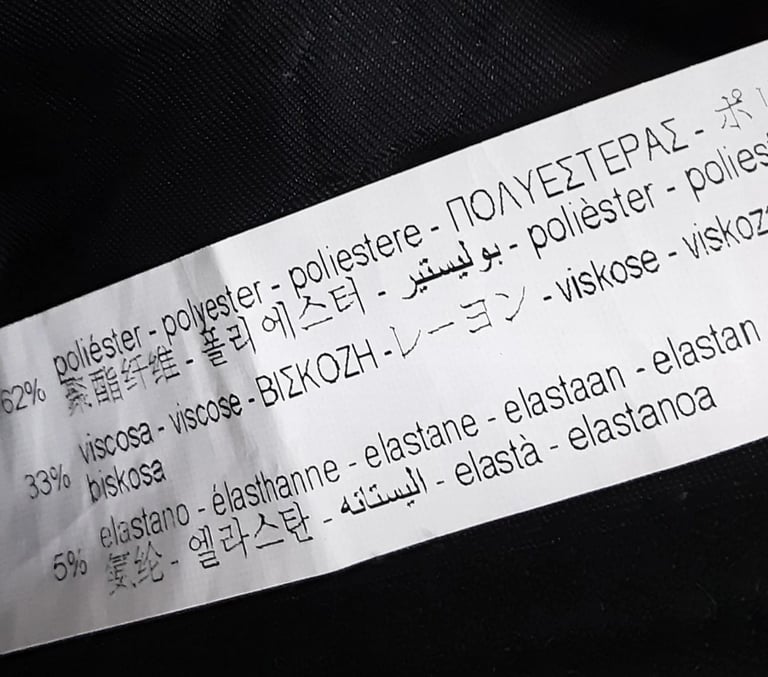 62% poliéster - polyester - poliestere - ΠΟΛΥΕΣΤΕΡΑΣ - ポ
聚酯纤维 - 폴리에스터 - بوليستير - polièster - polies
33% viscosa - viscose - ΒΙΣΚΟΖΗ - レーヨン - viskose - viskoz
biskosa
5% elastano - élasthanne - elastane - elastaan - elastan
氨纶 - 엘라스탄 - اليستانه - elastà - elastanoa